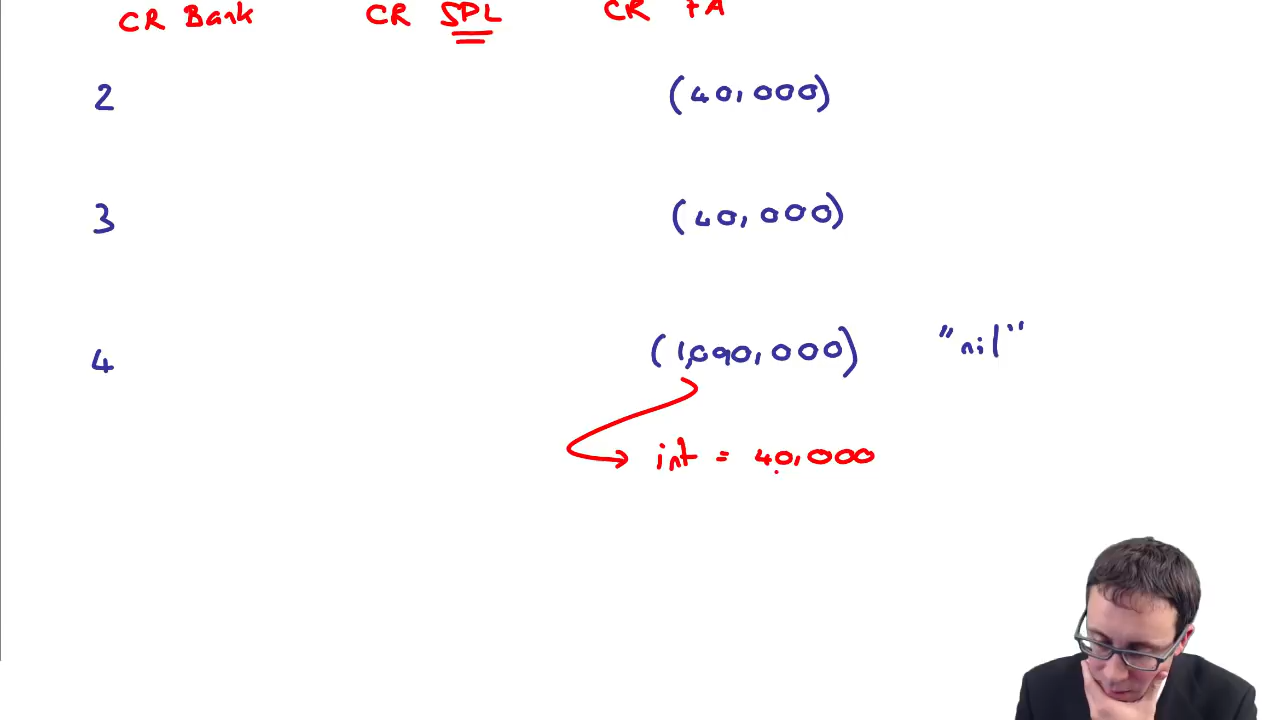 CR Bank CR SPL CR FA
2 (40,000)
3 (40,000)
4 (1,090,000) "nil"
int = 40,000